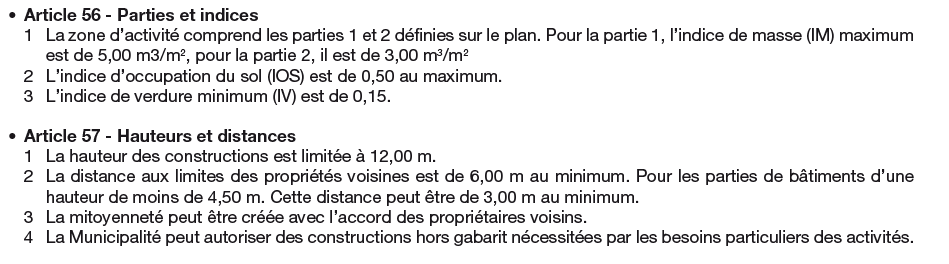 • Article 56 - Parties et indices
1 La zone d’activité comprend les parties 1 et 2 définies sur le plan. Pour la partie 1, l’indice de masse (IM) maximum
est de 5,00 m3/m², pour la partie 2, il est de 3,00 m³/m²
2 L’indice d’occupation du sol (IOS) est de 0,50 au maximum.
3 L’indice de verdure minimum (IV) est de 0,15.
• Article 57 - Hauteurs et distances
1 La hauteur des constructions est limitée à 12,00 m.
2 La distance aux limites des propriétés voisines est de 6,00 m au minimum. Pour les parties de bâtiments d’une
hauteur de moins de 4,50 m. Cette distance peut être de 3,00 m au minimum.
3 La mitoyenneté peut être créée avec l’accord des propriétaires voisins.
4 La Municipalité peut autoriser des constructions hors gabarit nécessitées par les besoins particuliers des activités.